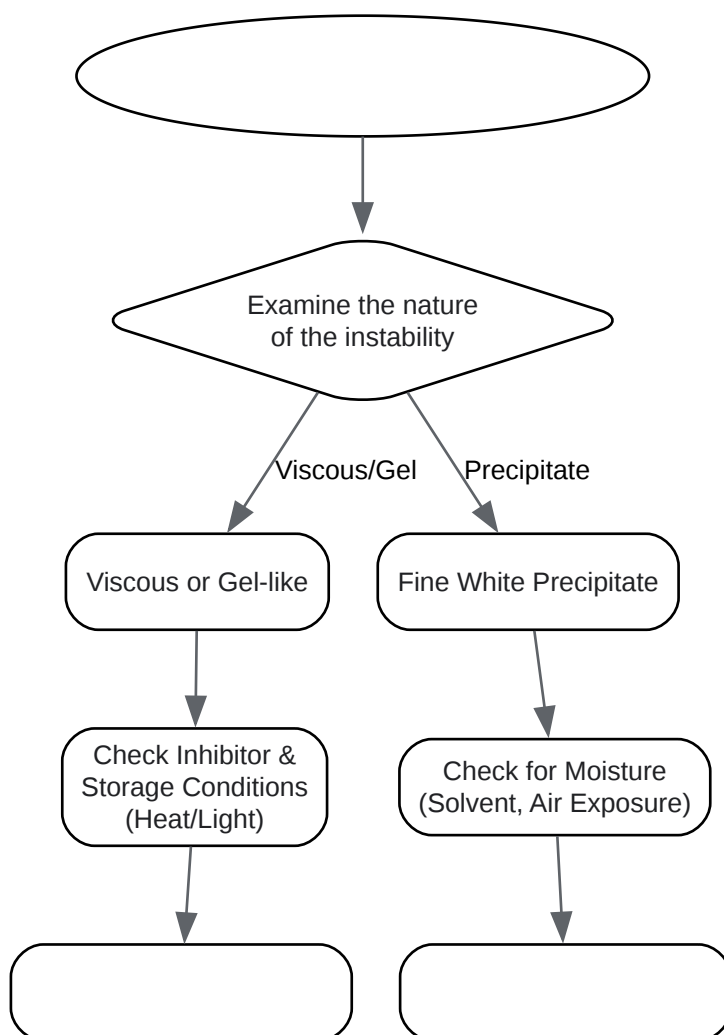 Examine the nature
of the instability
Viscous/Gel
Precipitate
Viscous or Gel-like
Fine White Precipitate
Check Inhibitor &
Storage Conditions
(Heat/Light)
Check for Moisture
(Solvent, Air Exposure)